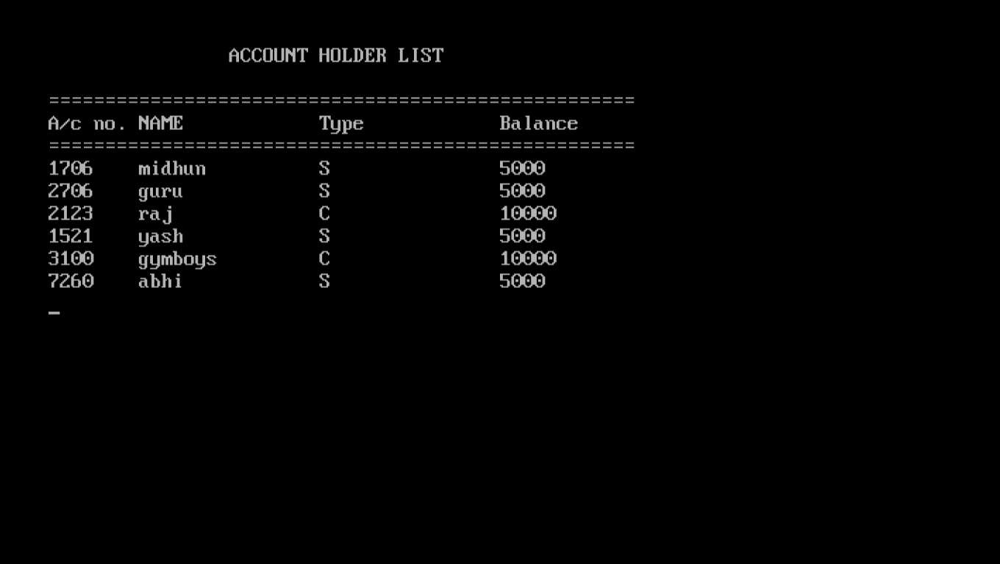 ACCOUNT HOLDER LIST
====================================================
A/c no. NAME            Type            Balance
====================================================
1706    midhun          S               5000
2706    guru            S               5000
2123    raj             C               10000
1521    yash            S               5000
3100    gymboys         C               10000
7260    abhi            S               5000
_